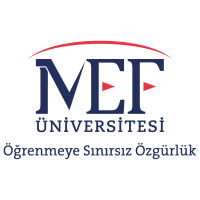 MEF
ÜNİVERSİTESİ
Öğrenmeye Sınırsız Özgürlük